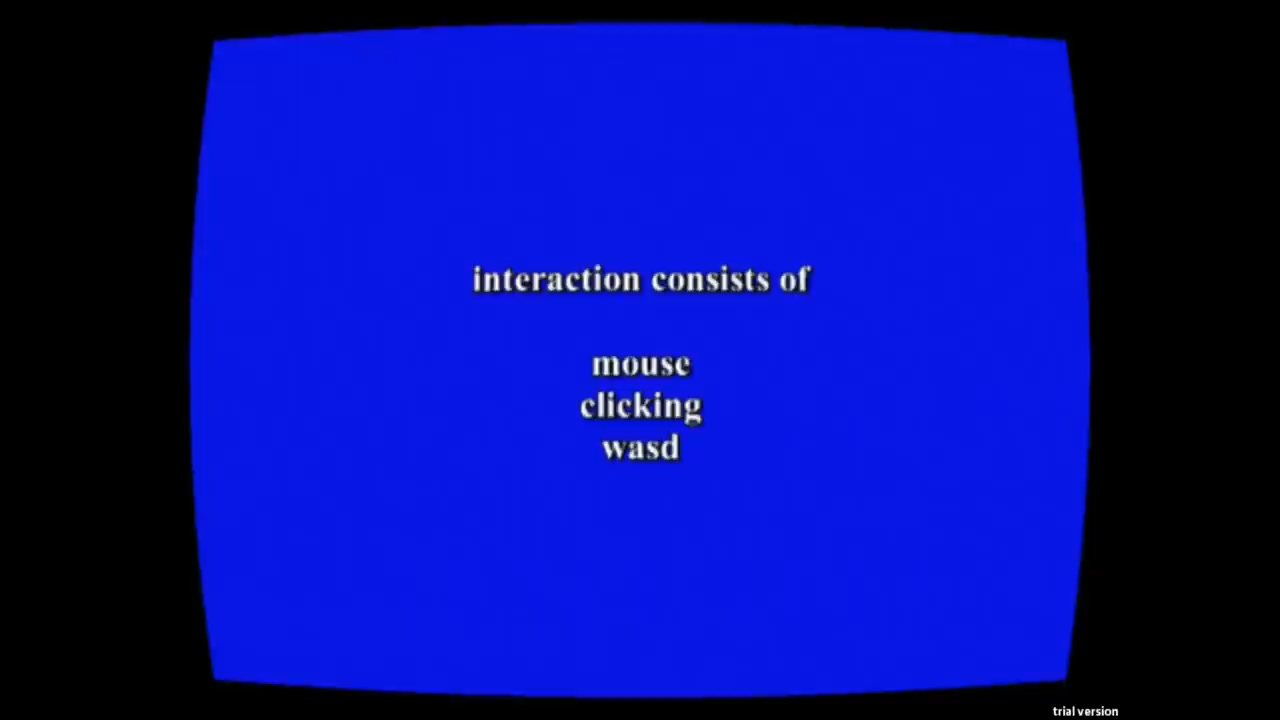 interaction consists of
mouse
clicking
wasd
trial version